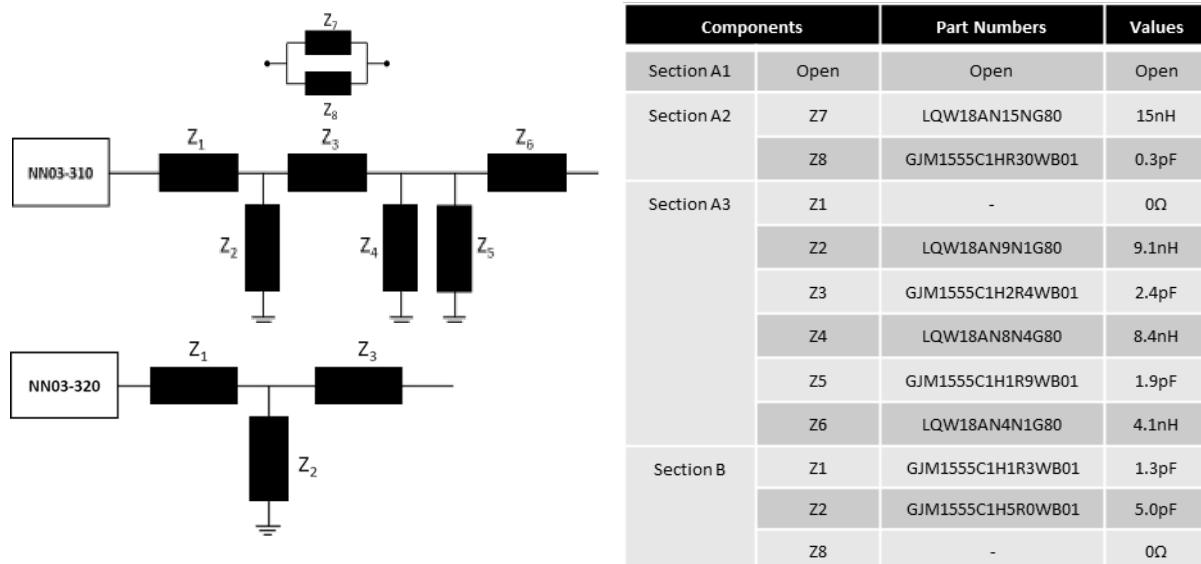 Z7
Z8
NN03-310
Z1
Z3
Z6
Z2
Z4
Z5
NN03-320
Z1
Z3
Z2
Components Part Numbers Values
Section A1 Open Open Open
Section A2 Z7 LQW18AN15NG80 15nH
Z8 GJM1555C1HR30WB01 0.3pF
Section A3 Z1 - 0Ω
Z2 LQW18AN9N1G80 9.1nH
Z3 GJM1555C1H2R4WB01 2.4pF
Z4 LQW18AN8N4G80 8.4nH
Z5 GJM1555C1H1R9WB01 1.9pF
Z6 LQW18AN4N1G80 4.1nH
Section B Z1 GJM1555C1H1R3WB01 1.3pF
Z2 GJM1555C1H5R0WB01 5.0pF
Z8 - 0Ω